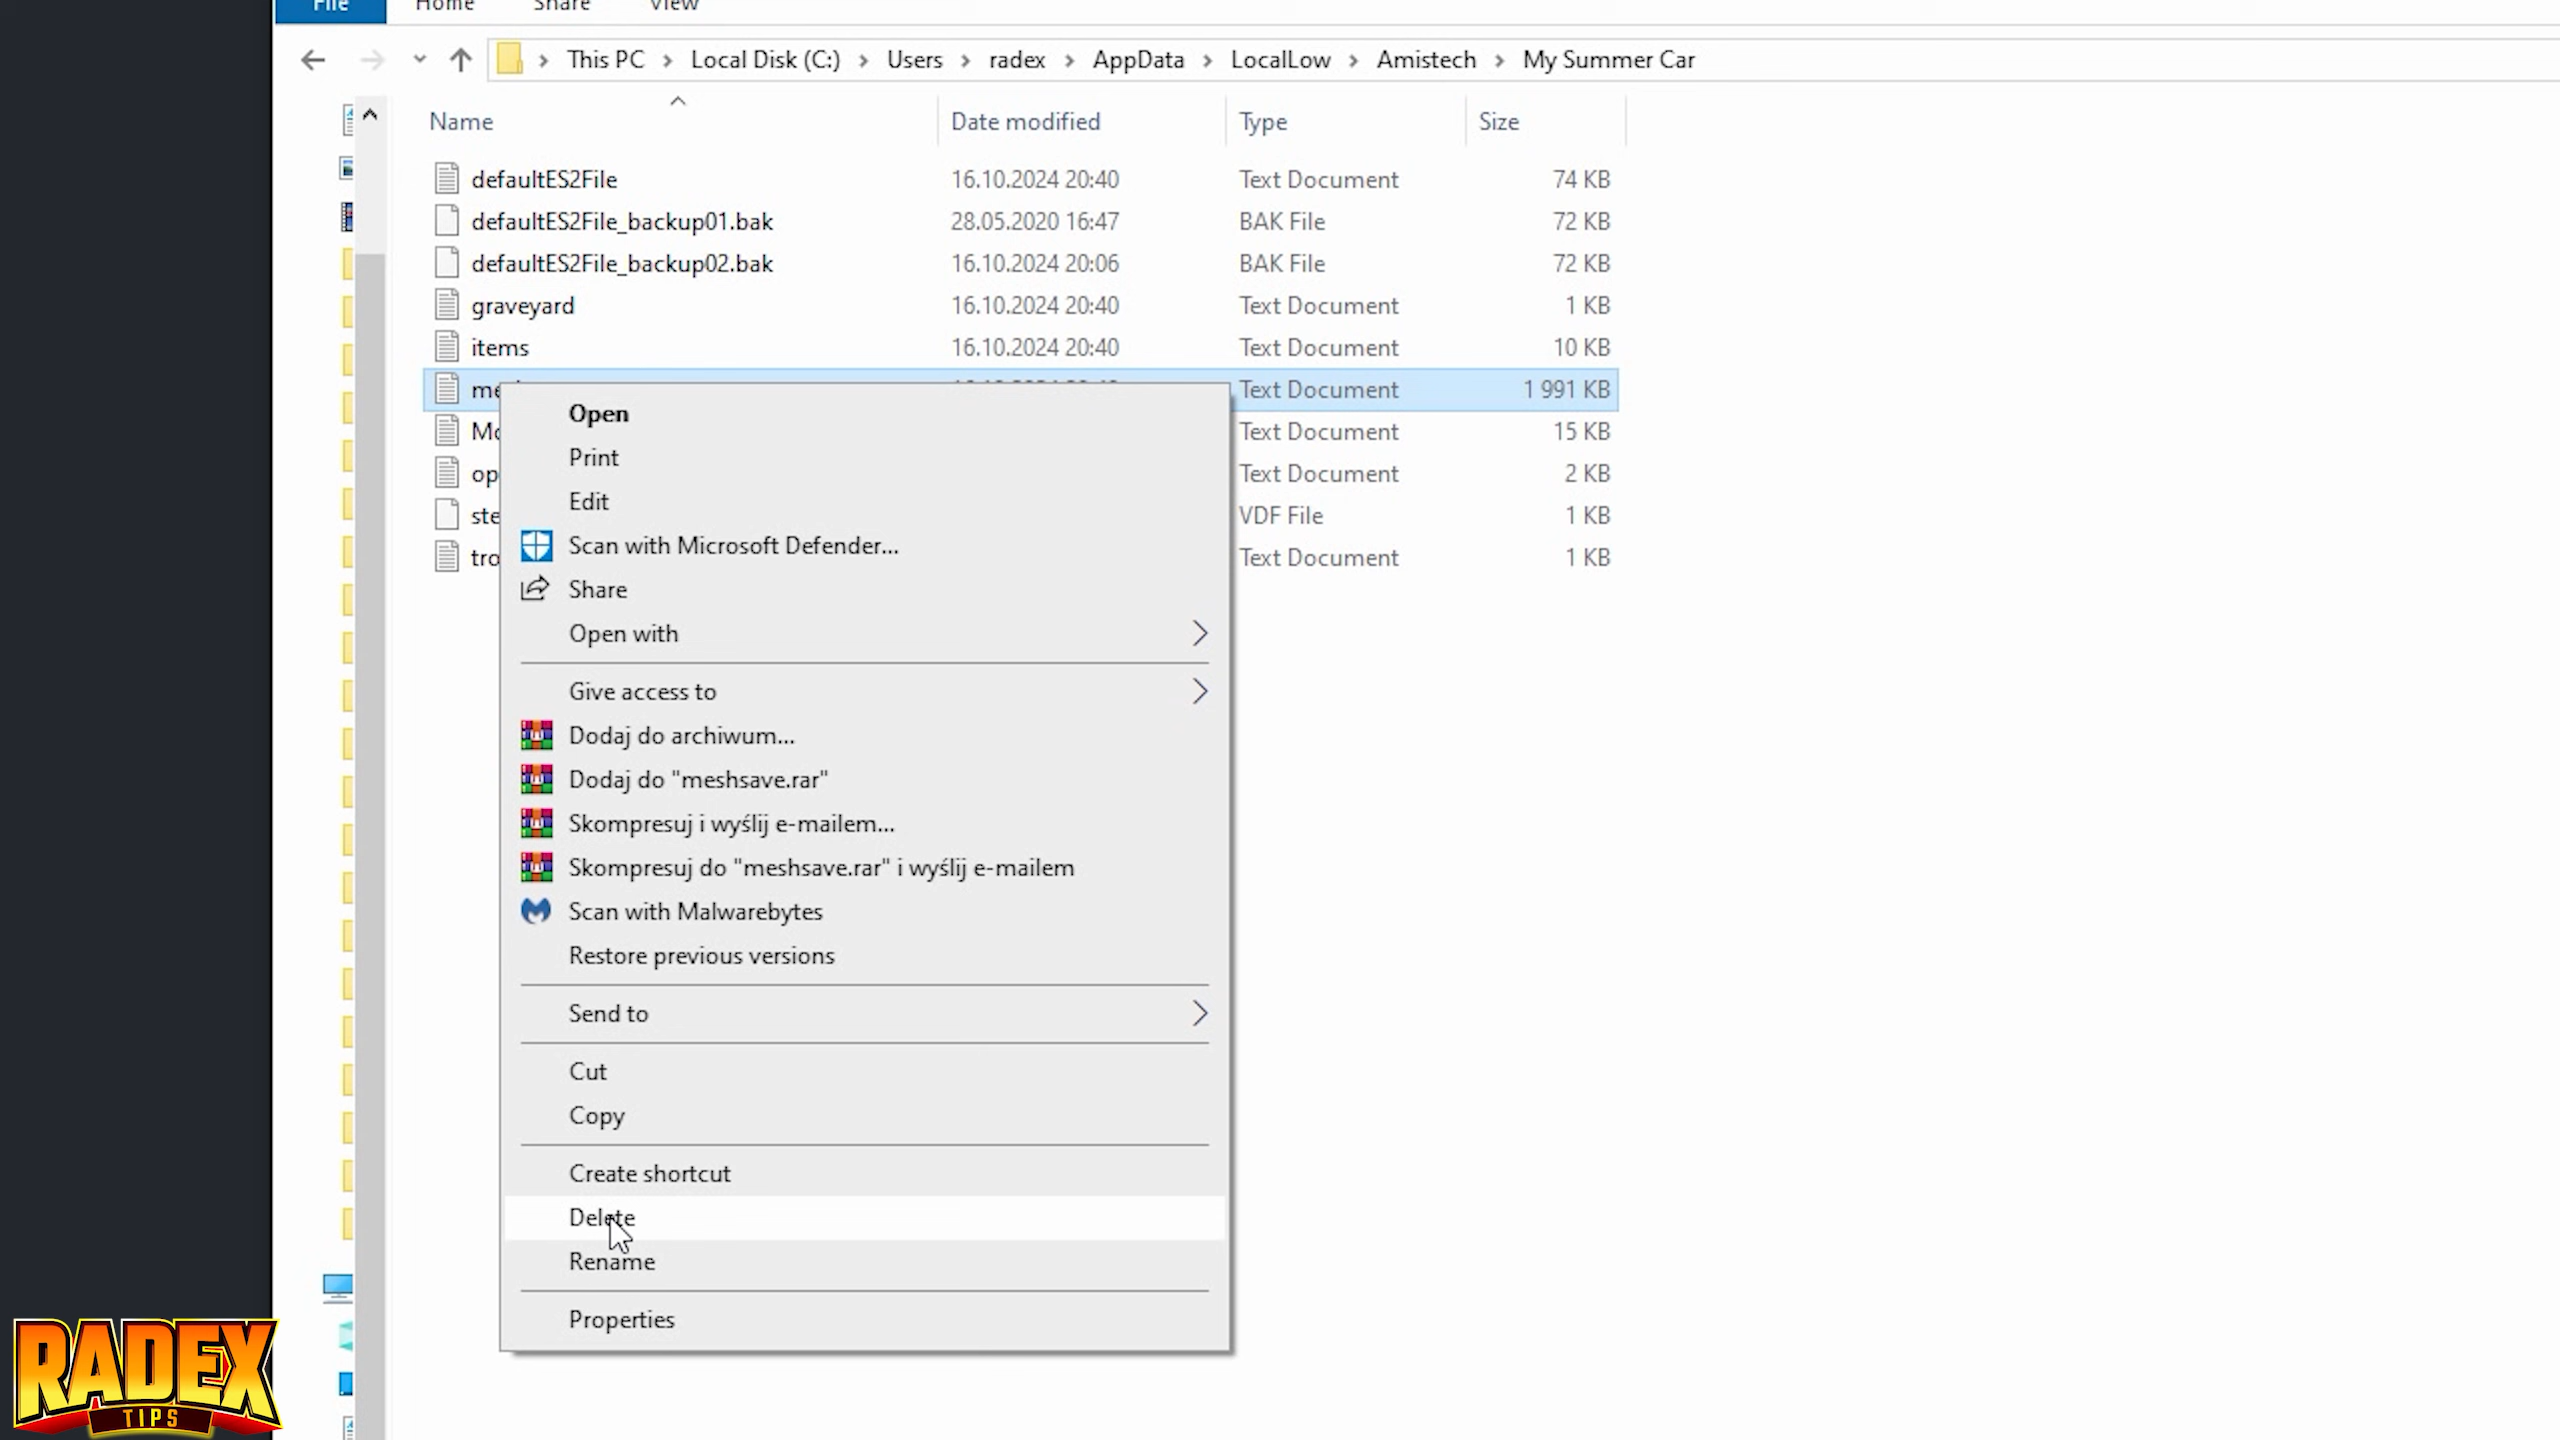 File Home Share View
This PC > Local Disk (C:) > Users > radex > AppData > LocalLow > Amistech > My Summer Car
Name Date modified Type Size
defaultES2File 16.10.2024 20:40 Text Document 74 KB
defaultES2File_backup01.bak 28.05.2020 16:47 BAK File 72 KB
defaultES2File_backup02.bak 16.10.2024 20:06 BAK File 72 KB
graveyard 16.10.2024 20:40 Text Document 1 KB
items 16.10.2024 20:40 Text Document 10 KB
Text Document 1 991 KB
Text Document 15 KB
Text Document 2 KB
VDF File 1 KB
Text Document 1 KB
Open
Print
Edit
Scan with Microsoft Defender...
Share
Open with
Give access to
Dodaj do archiwum...
Dodaj do "meshsave.rar"
Skompresuj i wyślij e-mailem...
Skompresuj do "meshsave.rar" i wyślij e-mailem
Scan with Malwarebytes
Restore previous versions
Send to
Cut
Copy
Create shortcut
Delete
Rename
Properties
RADEX
TIPS